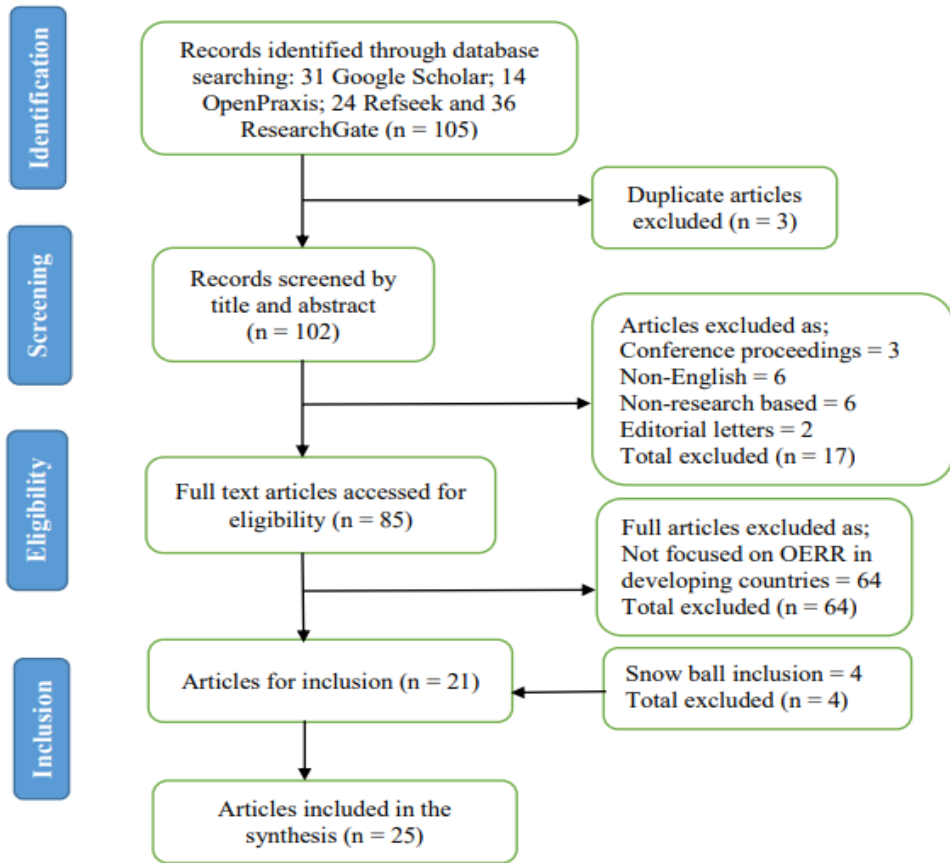 Identification
Records identified through database
searching: 31 Google Scholar; 14
OpenPraxis; 24 Refseek and 36
ResearchGate (n = 105)
Duplicate articles
excluded (n = 3)
Screening
Records screened by
title and abstract
(n = 102)
Articles excluded as;
Conference proceedings = 3
Non-English = 6
Non-research based = 6
Editorial letters = 2
Total excluded (n = 17)
Eligibility
Full text articles accessed for
eligibility (n = 85)
Full articles excluded as;
Not focused on OERR in
developing countries = 64
Total excluded (n = 64)
Inclusion
Articles for inclusion (n = 21)
Snow ball inclusion = 4
Total excluded (n = 4)
Articles included in the
synthesis (n = 25)